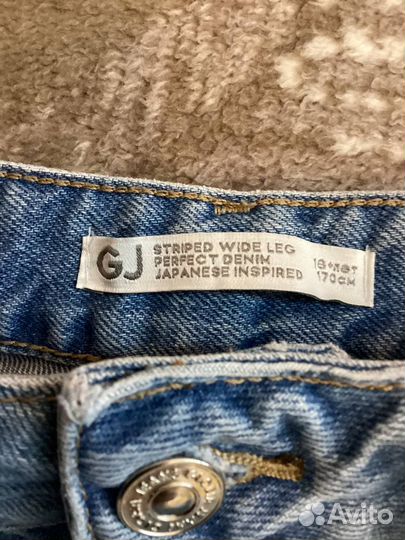 GJ
STRIPED WIDE LEG
PERFECT DENIM
JAPANESE INSPIRED
16+лет
170см
Avito